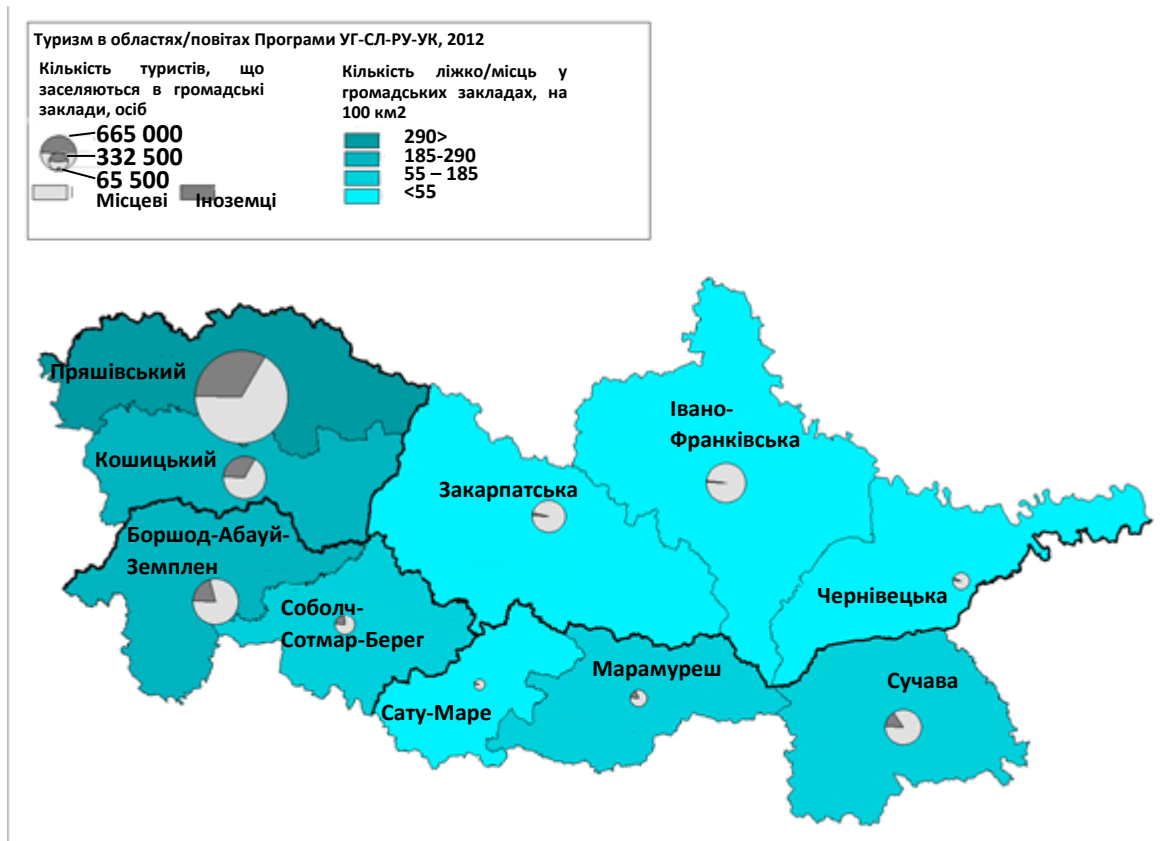 Туризм в областях/повітах Програми УГ-СЛ-РУ-УК, 2012
Кількість туристів, що
заселяються в громадські
заклади, осіб
665 000
332 500
65 500
Місцеві Іноземці
Кількість ліжко/місць у
громадських закладах, на
100 км2
290>
185-290
55 – 185
<55
Пряшівський
Кошицький
Боршод-Абауй-
Земплен
Соболч-
Сотмар-Берег
Закарпатська
Івано-
Франківська
Чернівецька
Сату-Маре
Марамуреш
Сучава